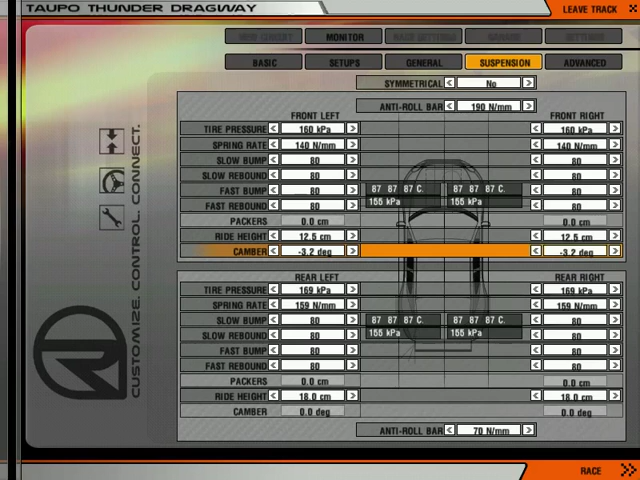 TAUPO THUNDER DRAGWAY LEAVE TRACK
MONITOR
BASIC SETUPS GENERAL SUSPENSION ADVANCED
SYMMETRICAL < No >
ANTI-ROLL BAR < 190 N/mm >
FRONT LEFT FRONT RIGHT
TIRE PRESSURE < 160 kPa > < 160 kPa >
SPRING RATE < 140 N/mm > < 140 N/mm >
SLOW BUMP < 80 > < 80 >
SLOW REBOUND < 80 > < 80 >
FAST BUMP < 80 > 87 87 87 C. 87 87 87 C. < 80 >
FAST REBOUND < 80 > 155 kPa 155 kPa < 80 >
PACKERS 0.0 cm 0.0 cm
RIDE HEIGHT < 12.5 cm > < 12.5 cm >
CAMBER < -3.2 deg > < -3.2 deg >
REAR LEFT REAR RIGHT
TIRE PRESSURE < 169 kPa > < 169 kPa >
SPRING RATE < 159 N/mm > < 159 N/mm >
SLOW BUMP < 80 > 87 87 87 C. 87 87 87 C. < 80 >
SLOW REBOUND < 80 > 155 kPa 155 kPa < 80 >
FAST BUMP < 80 > < 80 >
FAST REBOUND < 80 > < 80 >
PACKERS 0.0 cm 0.0 cm
RIDE HEIGHT < 18.0 cm > < 18.0 cm >
CAMBER 0.0 deg 0.0 deg
ANTI-ROLL BAR < 70 N/mm >
CUSTOMIZE. CONTROL. CONNECT.
RACE